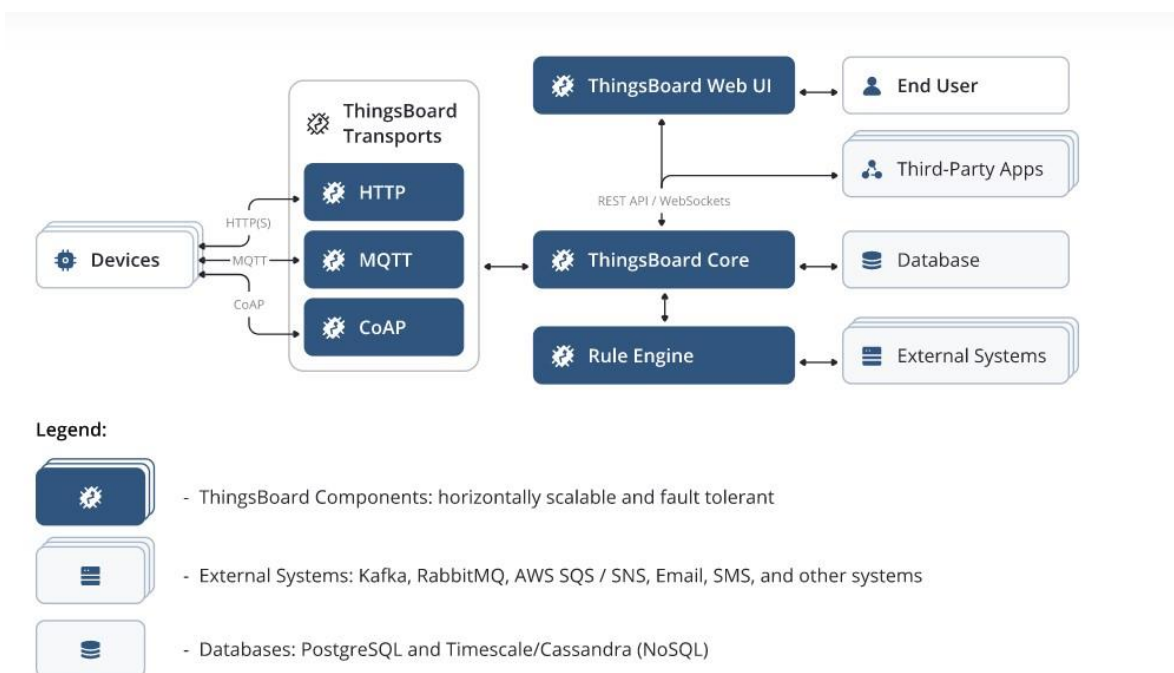 ThingsBoard
Transports
HTTP
MQTT
CoAP
HTTP(S)
MQTT
CoAP
Devices
ThingsBoard Web UI
End User
Third-Party Apps
REST API / WebSockets
ThingsBoard Core
Database
Rule Engine
External Systems
Legend:
- ThingsBoard Components: horizontally scalable and fault tolerant
- External Systems: Kafka, RabbitMQ, AWS SQS / SNS, Email, SMS, and other systems
- Databases: PostgreSQL and Timescale/Cassandra (NoSQL)